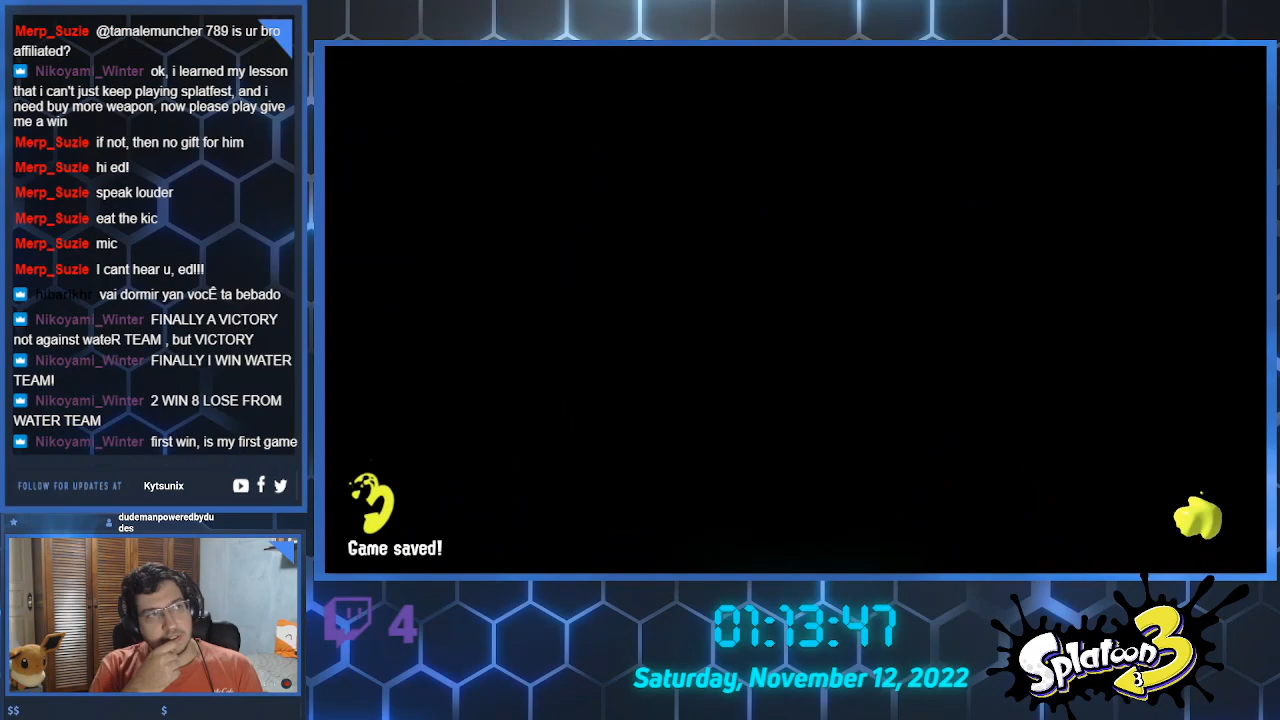 Merp_Suzie @tamalemuncher 789 is ur bro
affiliated?
Nikoyami_Winter ok, i learned my lesson
that i can't just keep playing splatfest, and i
need buy more weapon, now please play give
me a win
Merp_Suzie if not, then no gift for him
Merp_Suzie hi ed!
Merp_Suzie speak louder
Merp_Suzie eat the kic
Merp_Suzie mic
Merp_Suzie I cant hear u, ed!!!
hibarikhr vai dormir yan vocÊ ta bebado
Nikoyami_Winter FINALLY A VICTORY
not against wateR TEAM , but VICTORY
Nikoyami_Winter FINALLY I WIN WATER
TEAM!
Nikoyami_Winter 2 WIN 8 LOSE FROM
WATER TEAM
Nikoyami_Winter first win, is my first game
FOLLOW FOR UPDATES AT Kytsunix
dudemanpoweredbydu
des
3
Game saved!
4
01:13:47
Saturday, November 12, 2022
Splatoon 3
$$ $